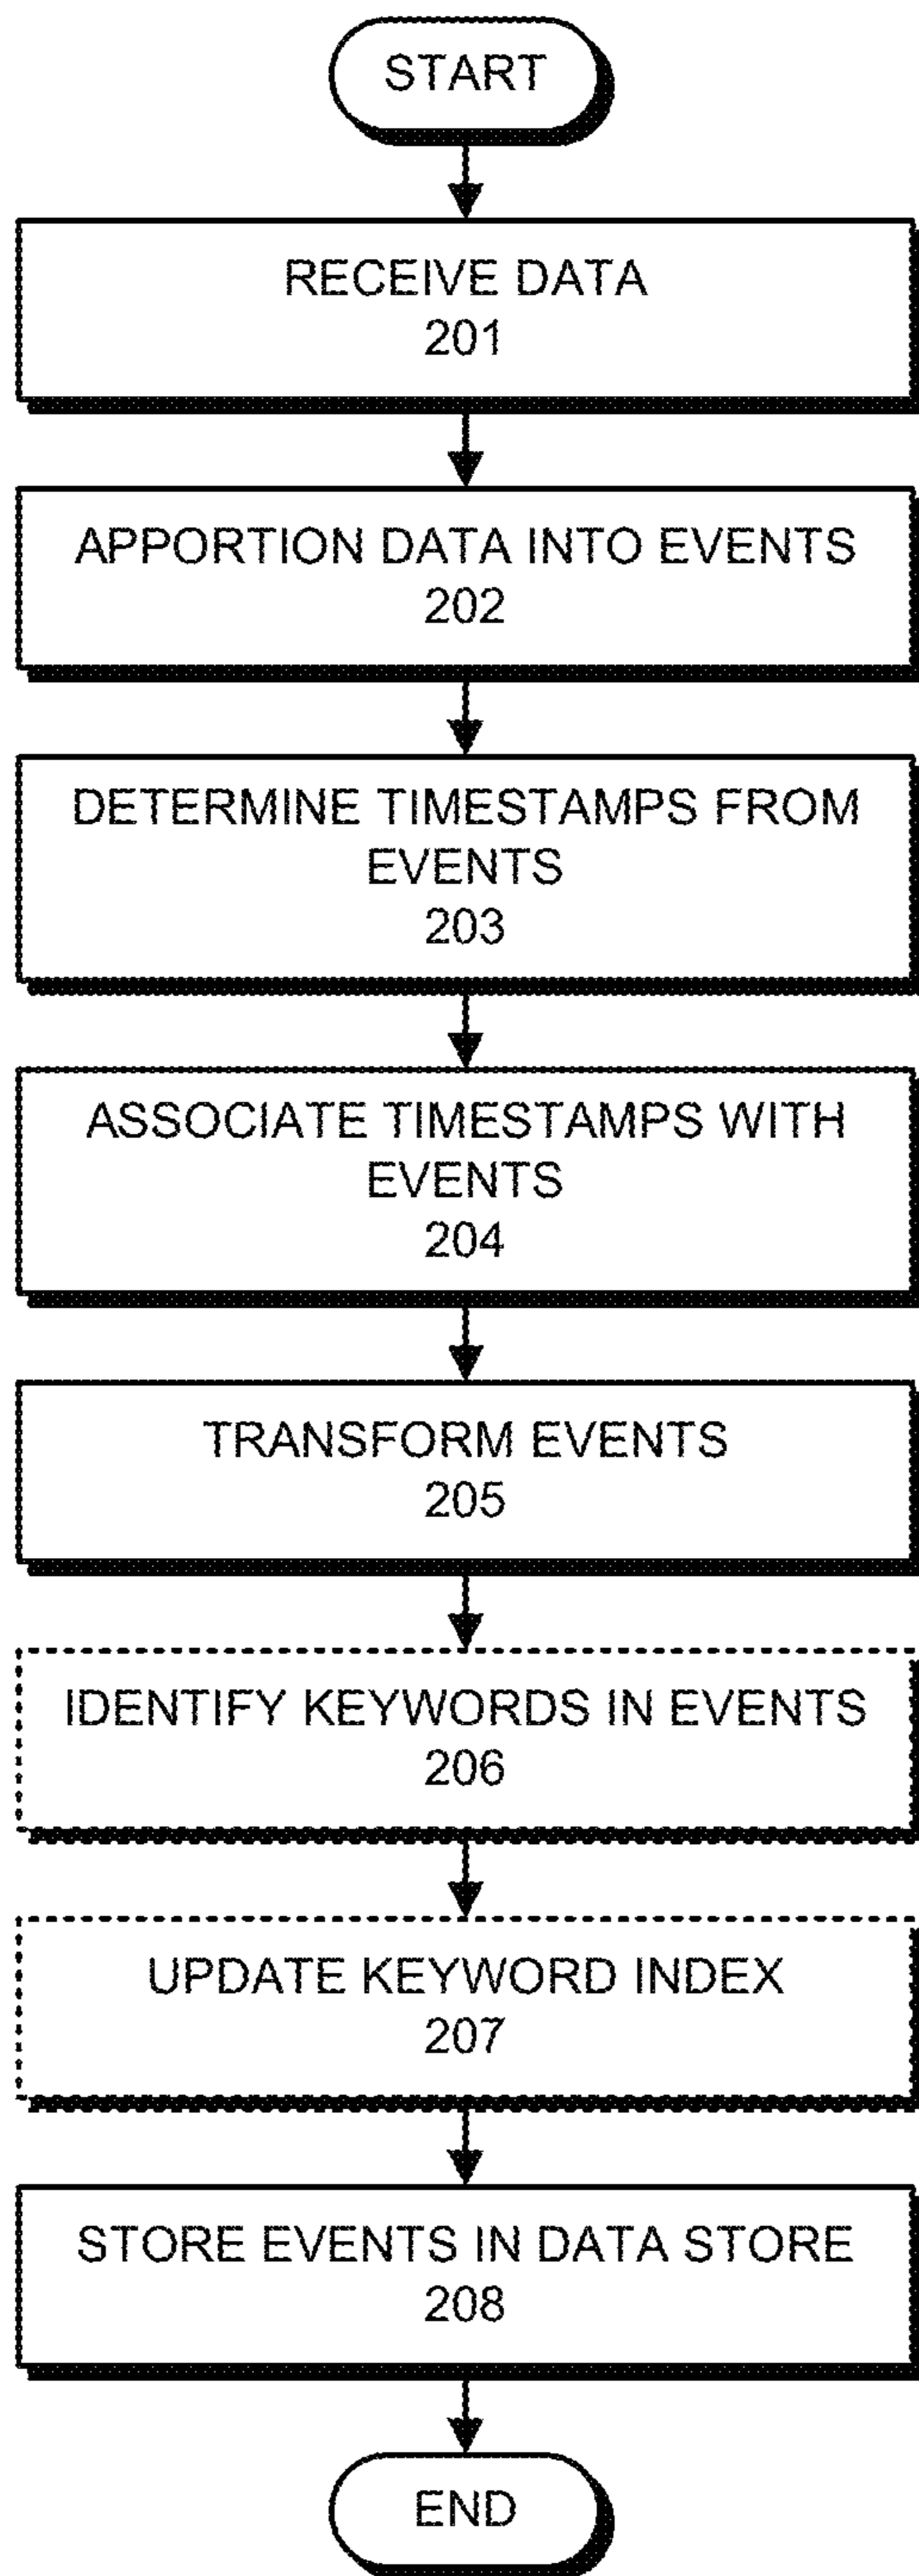 START
RECEIVE DATA
201
APPORTION DATA INTO EVENTS
202
DETERMINE TIMESTAMPS FROM
EVENTS
203
ASSOCIATE TIMESTAMPS WITH
EVENTS
204
TRANSFORM EVENTS
205
IDENTIFY KEYWORDS IN EVENTS
206
UPDATE KEYWORD INDEX
207
STORE EVENTS IN DATA STORE
208
END